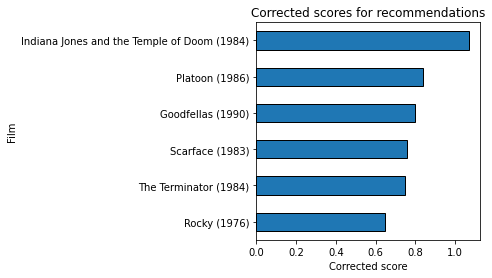 Corrected scores for recommendations
Indiana Jones and the Temple of Doom (1984)
Platoon (1986)
Goodfellas (1990)
Scarface (1983)
The Terminator (1984)
Rocky (1976)
Film
0.0 0.2 0.4 0.6 0.8 1.0
Corrected score